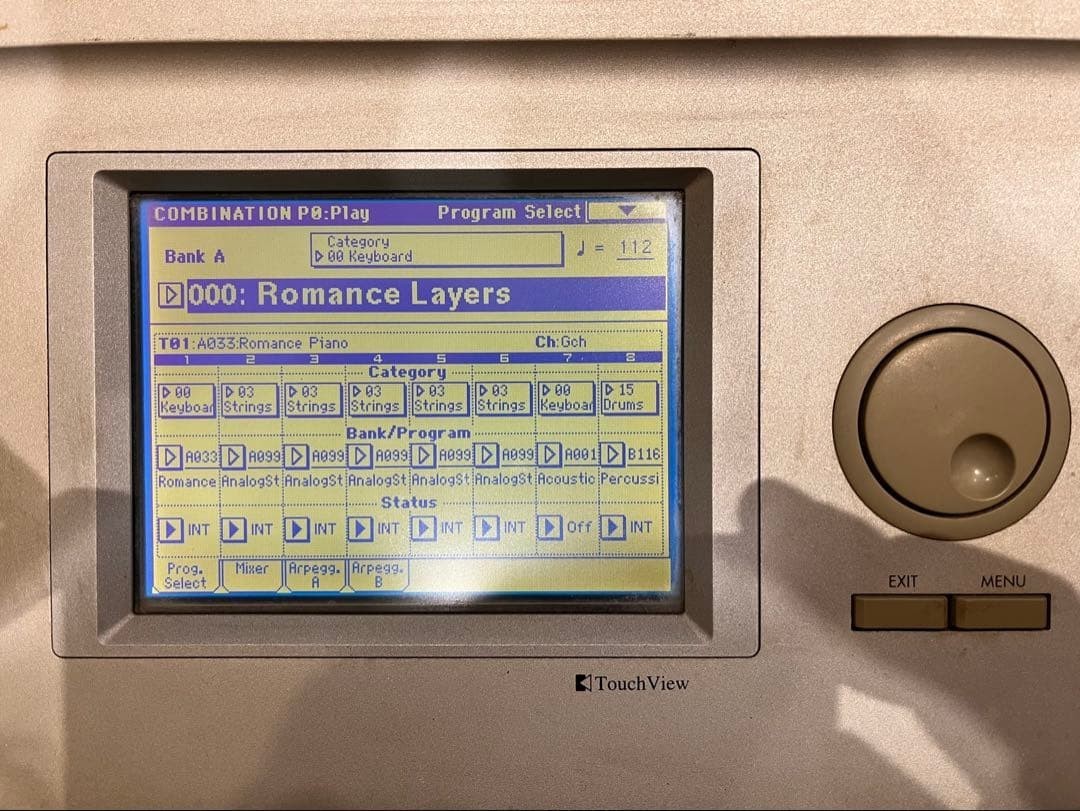 COMBINATION P0:Play Program Select
Category
Bank A 00 Keyboard ♩ = 112
000: Romance Layers
T01:A033:Romance Piano Ch:Gch
1 2 3 4 5 6 7 8
Category
00 Keyboar 03 Strings 03 Strings 03 Strings 03 Strings 03 Strings 00 Keyboar 15 Drums
Bank/Program
A033 A099 A099 A099 A099 A099 A001 B116
Romance AnalogSt AnalogSt AnalogSt AnalogSt AnalogSt Acoustic Percussi
Status
INT INT INT INT INT INT Off INT
Prog. Select Mixer Arpegg. A Arpegg. B
EXIT MENU
TouchView